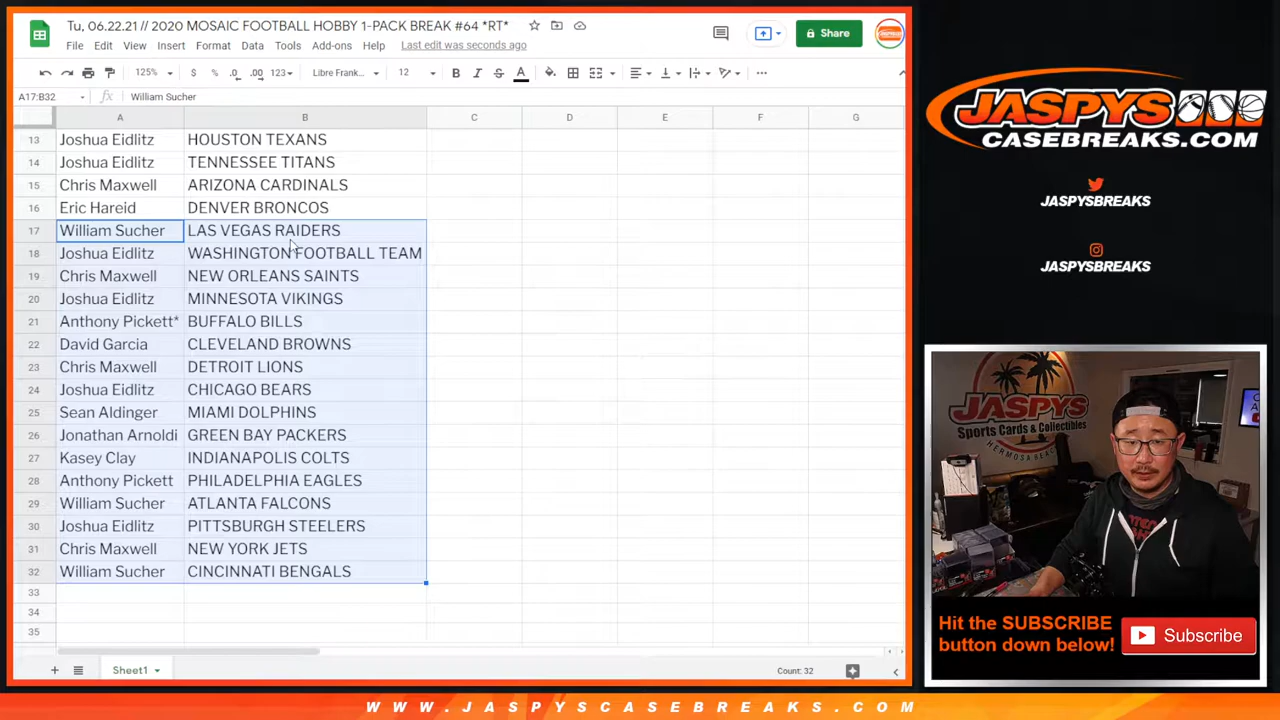 Tu, 06.22.21 // 2020 MOSAIC FOOTBALL HOBBY 1-PACK BREAK #64 *RT*
File Edit View Insert Format Data Tools Add-ons Help Last edit was seconds ago
Share
125% $ % .0 .00 123 Libre Frank... 12 B I S A
A17:B32 fx William Sucher
A B C D E F G
13 Joshua Eidlitz HOUSTON TEXANS
14 Joshua Eidlitz TENNESSEE TITANS
15 Chris Maxwell ARIZONA CARDINALS
16 Eric Hareid DENVER BRONCOS
17 William Sucher LAS VEGAS RAIDERS
18 Joshua Eidlitz WASHINGTON FOOTBALL TEAM
19 Chris Maxwell NEW ORLEANS SAINTS
20 Joshua Eidlitz MINNESOTA VIKINGS
21 Anthony Pickett* BUFFALO BILLS
22 David Garcia CLEVELAND BROWNS
23 Chris Maxwell DETROIT LIONS
24 Joshua Eidlitz CHICAGO BEARS
25 Sean Aldinger MIAMI DOLPHINS
26 Jonathan Arnoldi GREEN BAY PACKERS
27 Kasey Clay INDIANAPOLIS COLTS
28 Anthony Pickett PHILADELPHIA EAGLES
29 William Sucher ATLANTA FALCONS
30 Joshua Eidlitz PITTSBURGH STEELERS
31 Chris Maxwell NEW YORK JETS
32 William Sucher CINCINNATI BENGALS
33
34
35
Sheet1
Count: 32
JASPYS
CASEBREAKS.COM
JASPYSBREAKS
JASPYSBREAKS
JASPYS
Sports Cards & Collectibles
HERMOSA BEACH
Hit the SUBSCRIBE
button down below!
Subscribe
WWW.JASPYSCASEBREAKS.COM